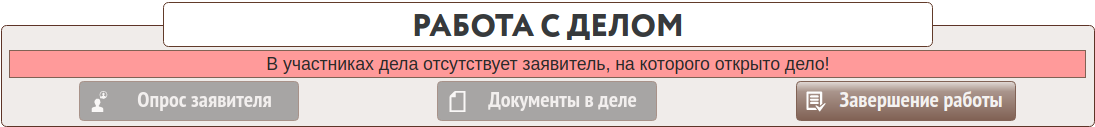 РАБОТА С ДЕЛОМ
В участниках дела отсутствует заявитель, на которого открыто дело!
Опрос заявителя
Документы в деле
Завершение работы